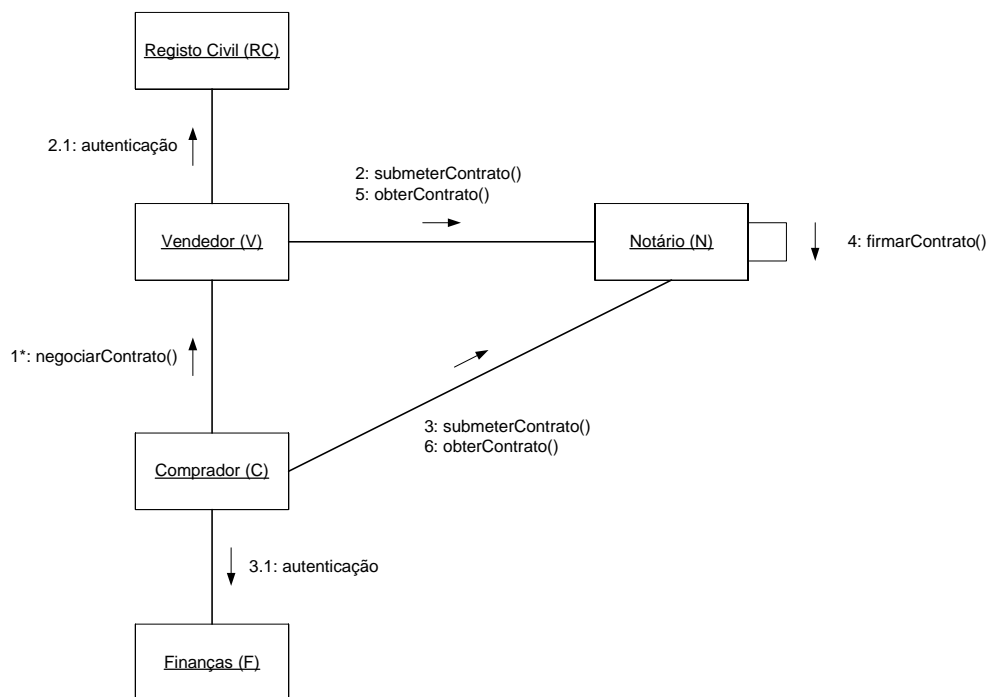 Registo Civil (RC)
2.1: autenticação
2: submeterContrato()
5: obterContrato()
Vendedor (V)
Notário (N)
4: firmarContrato()
1*: negociarContrato()
3: submeterContrato()
6: obterContrato()
Comprador (C)
3.1: autenticação
Finanças (F)